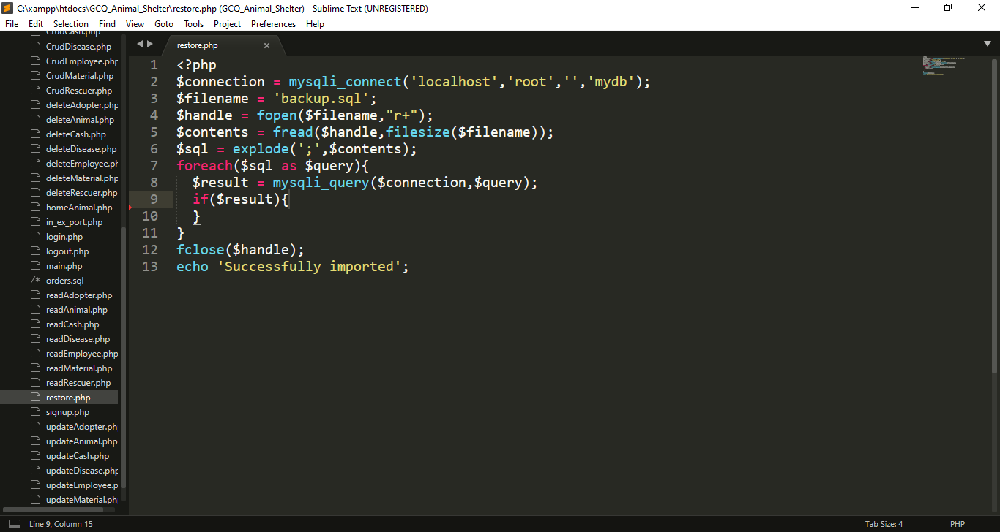 C:\xampp\htdocs\GCQ_Animal_Shelter\restore.php (GCQ_Animal_Shelter) - Sublime Text (UNREGISTERED)
File Edit Selection Find View Goto Tools Project Preferences Help
CrudCash.php
CrudDisease.php
CrudEmployee.php
CrudMaterial.php
CrudRescuer.php
deleteAdopter.php
deleteAnimal.php
deleteCash.php
deleteDisease.php
deleteEmployee.ph
deleteMaterial.php
deleteRescuer.php
homeAnimal.php
in_ex_port.php
login.php
logout.php
main.php
/* orders.sql
readAdopter.php
readAnimal.php
readCash.php
readDisease.php
readEmployee.php
readMaterial.php
readRescuer.php
restore.php
signup.php
updateAdopter.ph
updateAnimal.php
updateCash.php
updateDisease.php
updateEmployee.p
updateMaterial.ph
restore.php
1 <?php
2 $connection = mysqli_connect('localhost','root','','mydb');
3 $filename = 'backup.sql';
4 $handle = fopen($filename,"r+");
5 $contents = fread($handle,filesize($filename));
6 $sql = explode(';',$contents);
7 foreach($sql as $query){
8   $result = mysqli_query($connection,$query);
9   if($result){
10   }
11 }
12 fclose($handle);
13 echo 'Successfully imported';
Line 9, Column 15
Tab Size: 4
PHP